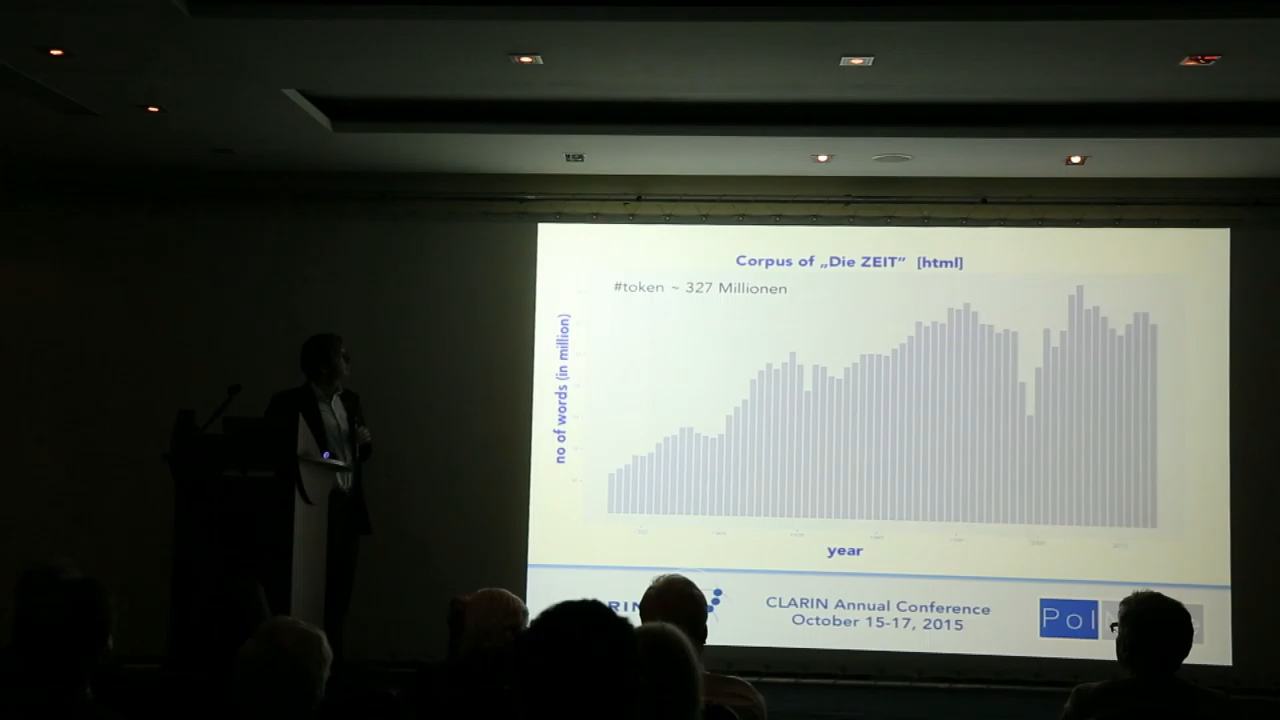 Corpus of „Die ZEIT” [html]
#token ~ 327 Millionen
no of words (in million)
year
CLARIN Annual Conference
October 15-17, 2015